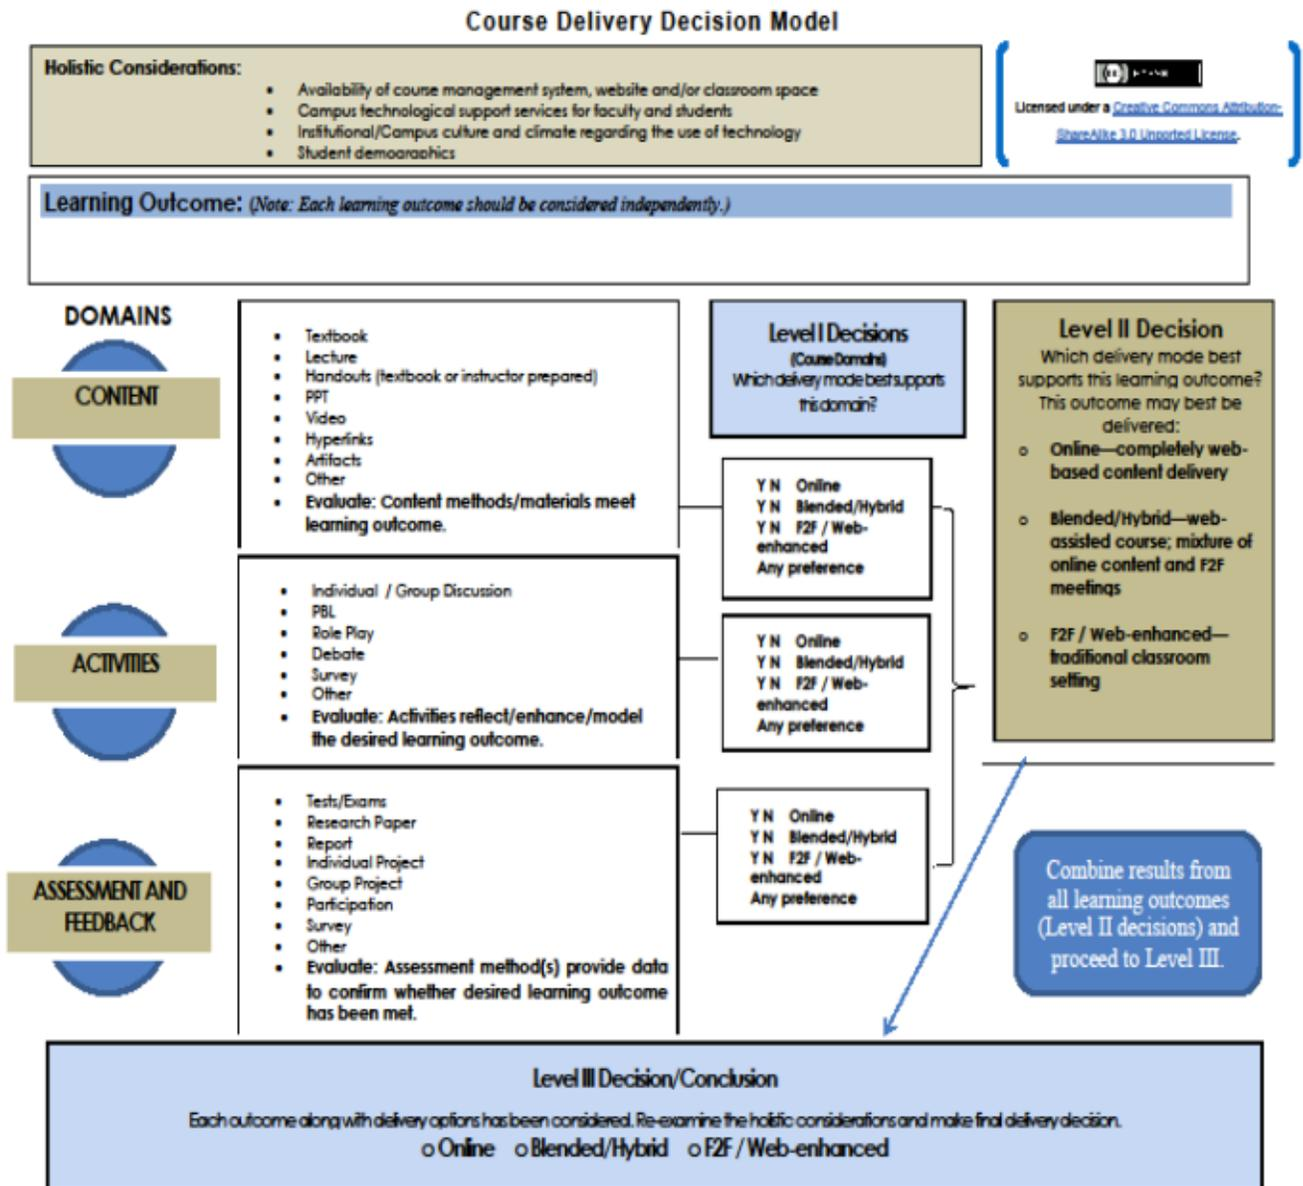 Course Delivery Decision Model
Holistic Considerations:
• Availability of course management system, website and/or classroom space
• Campus technological support services for faculty and students
• Institutional/Campus culture and climate regarding the use of technology
• Student demographics
Licensed under a Creative Commons Attribution-
ShareAlike 3.0 Unported License.
Learning Outcome: (Note: Each learning outcome should be considered independently.)
DOMAINS
CONTENT
• Textbook
• Lecture
• Handouts (textbook or instructor prepared)
• PPT
• Video
• Hyperlinks
• Artifacts
• Other
• Evaluate: Content methods/materials meet
learning outcome.
Level I Decisions
(Course Domains)
Which delivery mode best supports
this domain?
Y N Online
Y N Blended/Hybrid
Y N F2F / Web-
enhanced
Any preference
ACTIVITIES
• Individual / Group Discussion
• PBL
• Role Play
• Debate
• Survey
• Other
• Evaluate: Activities reflect/enhance/model
the desired learning outcome.
Y N Online
Y N Blended/Hybrid
Y N F2F / Web-
enhanced
Any preference
ASSESSMENT AND
FEEDBACK
• Tests/Exams
• Research Paper
• Report
• Individual Project
• Group Project
• Participation
• Survey
• Other
• Evaluate: Assessment method(s) provide data
to confirm whether desired learning outcome
has been met.
Y N Online
Y N Blended/Hybrid
Y N F2F / Web-
enhanced
Any preference
Level II Decision
Which delivery mode best
supports this learning outcome?
This outcome may best be
delivered:
o Online—completely web-
based content delivery
o Blended/Hybrid—web-
assisted course; mixture of
online content and F2F
meetings
o F2F / Web-enhanced—
traditional classroom
setting
Combine results from
all learning outcomes
(Level II decisions) and
proceed to Level III.
Level III Decision/Conclusion
Each outcome along with delivery options has been considered. Re-examine the holistic considerations and make final delivery decision.
o Online o Blended/Hybrid o F2F / Web-enhanced